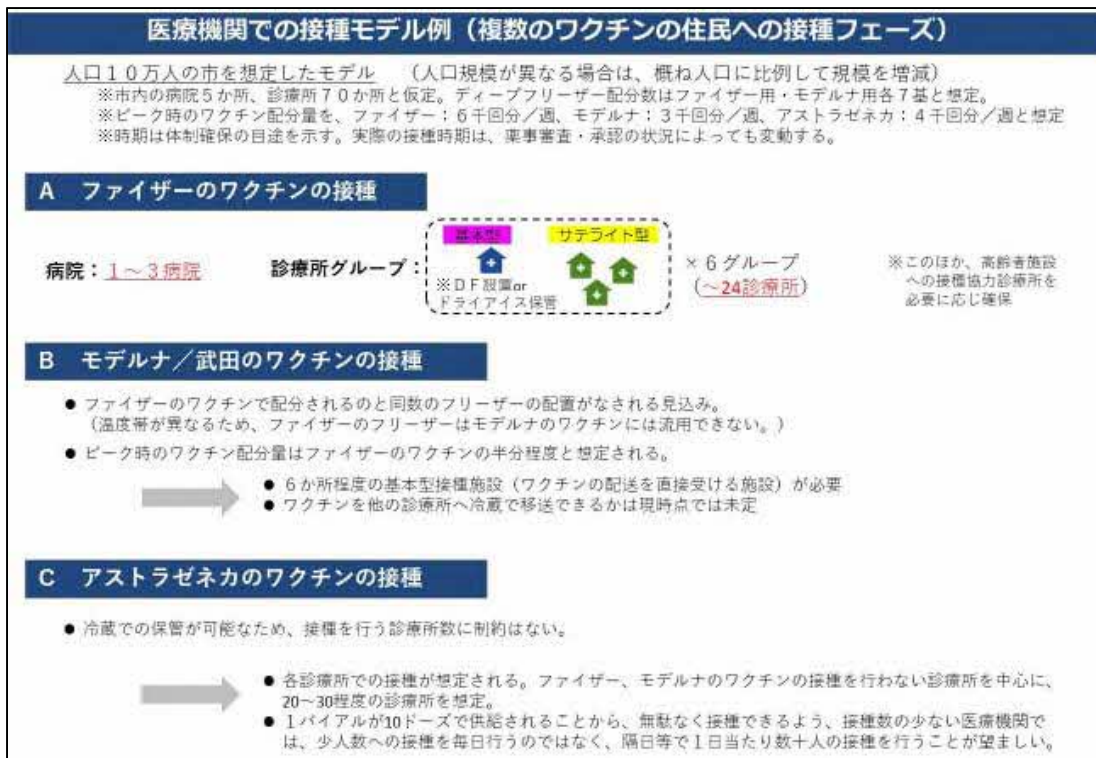 医療機関での接種モデル例（複数のワクチンの住民への接種フェーズ）
人口１０万人の市を想定したモデル　（人口規模が異なる場合は、概ね人口に比例して規模を増減）
※市内の病院５か所、診療所７０か所と仮定。ディープフリーザー配分数はファイザー用・モデルナ用各７基と想定。
※ピーク時のワクチン配分量を、ファイザー：６千回分／週、モデルナ：３千回分／週、アストラゼネカ：４千回分／週と想定
※時期は体制確保の目途を示す。実際の接種時期は、薬事審査・承認の状況によっても変動する。
A　ファイザーのワクチンの接種
病院：１～３病院
診療所グループ：
基本型
※ＤＦ設置or
ドライアイス保管
サテライト型
×６グループ
（～24診療所）
※このほか、高齢者施設
への接種協力診療所を
必要に応じ確保
B　モデルナ／武田のワクチンの接種
● ファイザーのワクチンで配分されるのと同数のフリーザーの配置がなされる見込み。
（温度帯が異なるため、ファイザーのフリーザーはモデルナのワクチンには流用できない。）
● ピーク時のワクチン配分量はファイザーのワクチンの半分程度と想定される。
● ６か所程度の基本型接種施設（ワクチンの配送を直接受ける施設）が必要
● ワクチンを他の診療所へ冷蔵で移送できるかは現時点では未定
C　アストラゼネカのワクチンの接種
● 冷蔵での保管が可能なため、接種を行う診療所数に制約はない。
● 各診療所での接種が想定される。ファイザー、モデルナのワクチンの接種を行わない診療所を中心に、
20～30程度の診療所を想定。
● １バイアルが10ドーズで供給されることから、無駄なく接種できるよう、接種数の少ない医療機関で
は、少人数への接種を毎日行うのではなく、隔日等で１日当たり数十人の接種を行うことが望ましい。